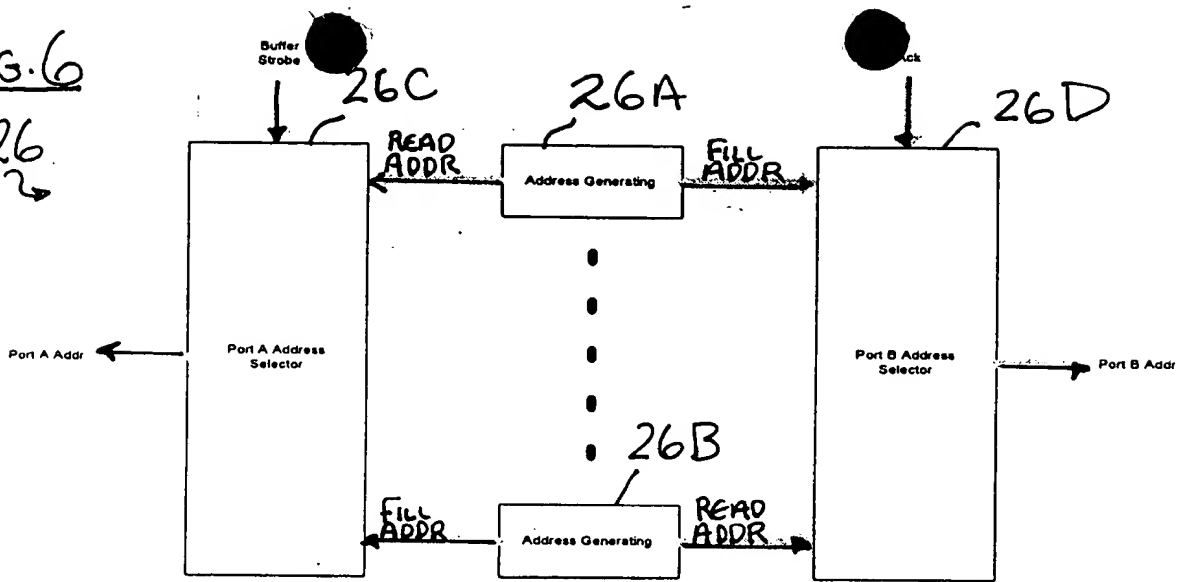 G.6
26
Buffer
Strobe
ck
26C
26A
26D
READ
ADDR
Address Generating
FILL
ADDR
Port A Addr
Port A Address
Selector
Port B Address
Selector
Port B Addr
26B
FILL
ADDR
Address Generating
READ
ADDR